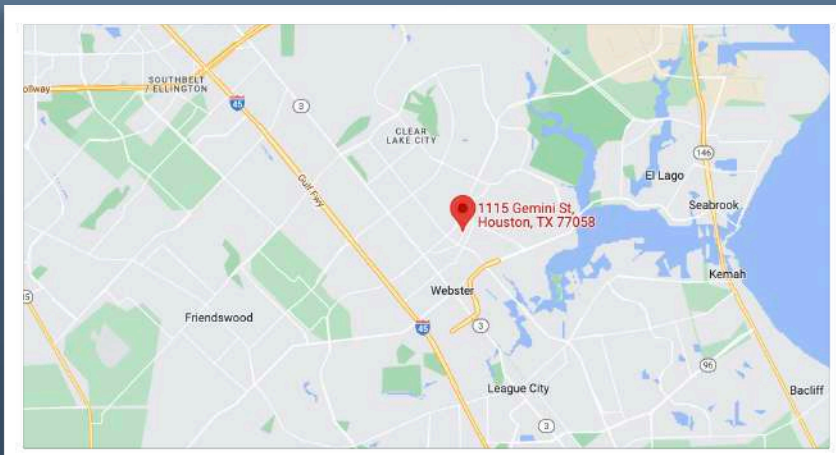 ollway
SOUTHBELT
/ ELLINGTON
45
3
CLEAR
LAKE CITY
Gulf Fwy
146
El Lago
Seabrook
1115 Gemini St,
Houston, TX 77058
Kemah
Webster
Friendswood
45
3
96
League City
Bacliff
3